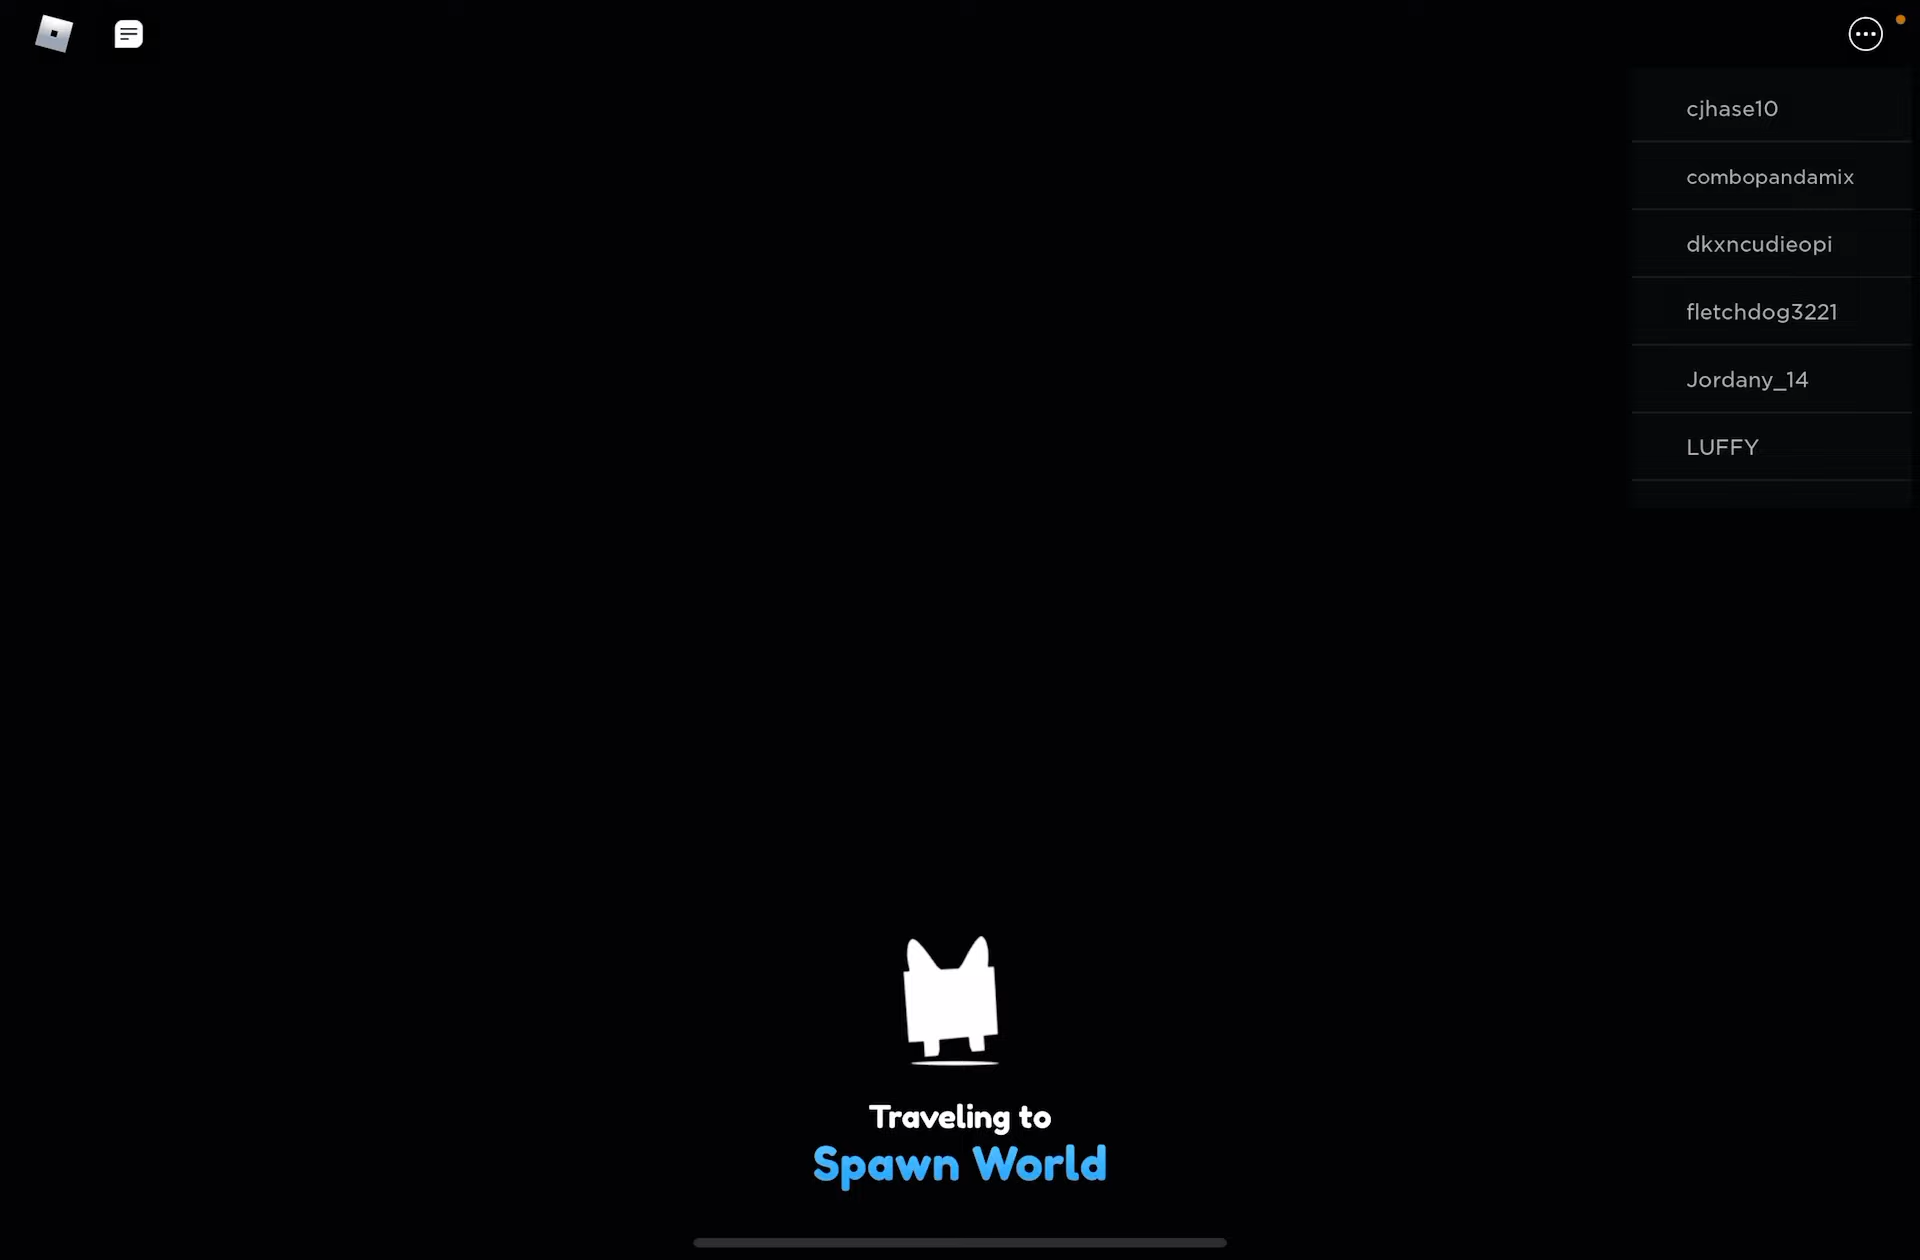 cjhase10
combopandamix
dkxncudieopi
fletchdog3221
Jordany_14
LUFFY
Traveling to
Spawn World